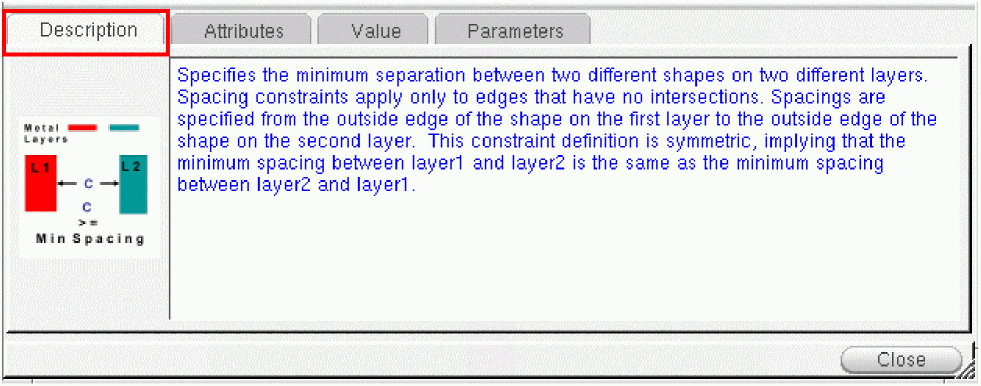 Description Attributes Value Parameters
Specifies the minimum separation between two different shapes on two different layers.
Spacing constraints apply only to edges that have no intersections. Spacings are
specified from the outside edge of the shape on the first layer to the outside edge of the
shape on the second layer.  This constraint definition is symmetric, implying that the
minimum spacing between layer1 and layer2 is the same as the minimum spacing
between layer2 and layer1.
Metal
Layers
L 1 L 2
C
C
>=
Min Spacing
Close